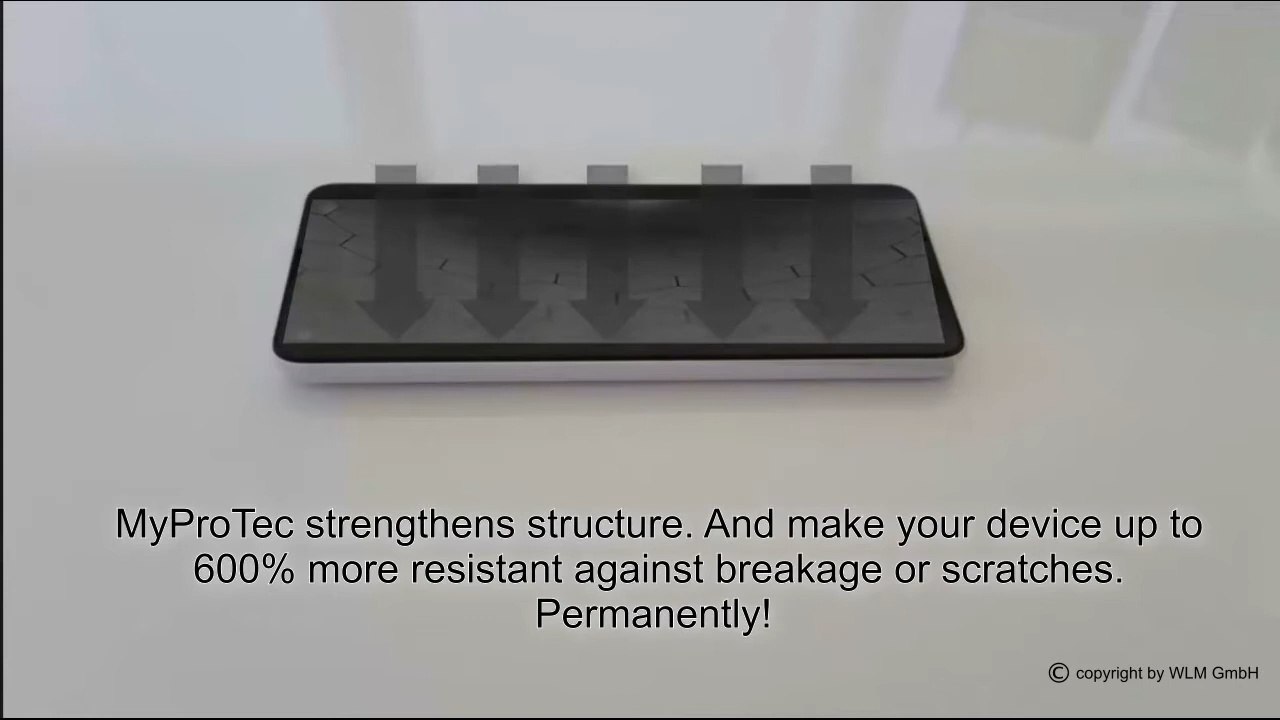 MyProTec strengthens structure. And make your device up to
600% more resistant against breakage or scratches.
Permanently!
© copyright by WLM GmbH